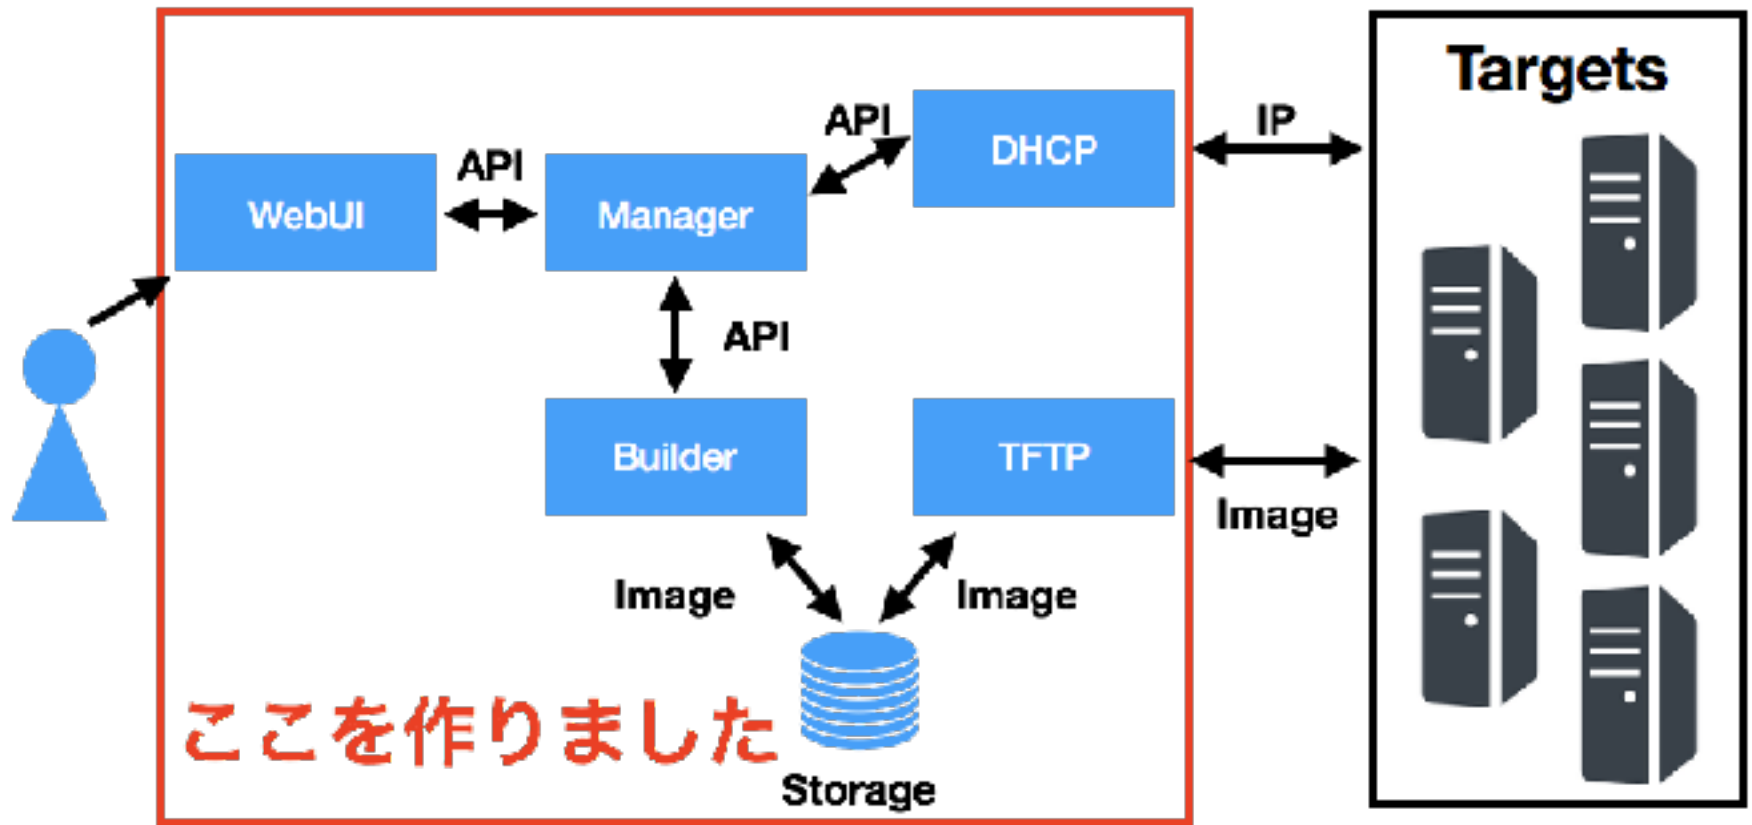 Targets
API
DHCP
IP
WebUI
API
Manager
API
Builder
TFTP
Image
Image
Image
ここを作りました
Storage